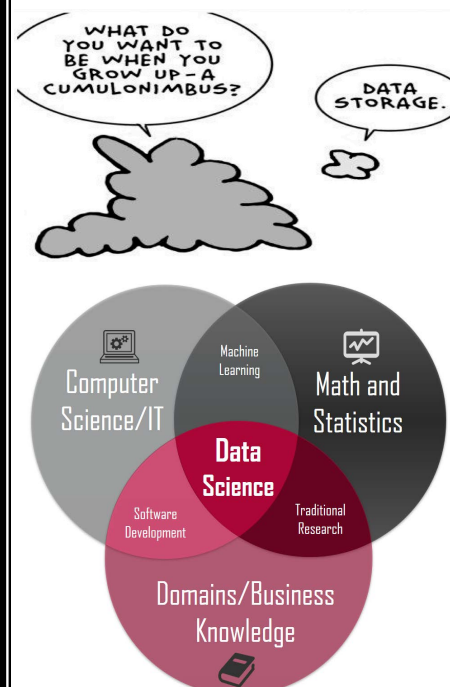 WHAT DO
YOU WANT TO
BE WHEN YOU
GROW UP-A
CUMULONIMBUS?
DATA
STORAGE.
Machine
Learning
Computer
Science/IT
Math and
Statistics
Data
Science
Software
Development
Traditional
Research
Domains/Business
Knowledge